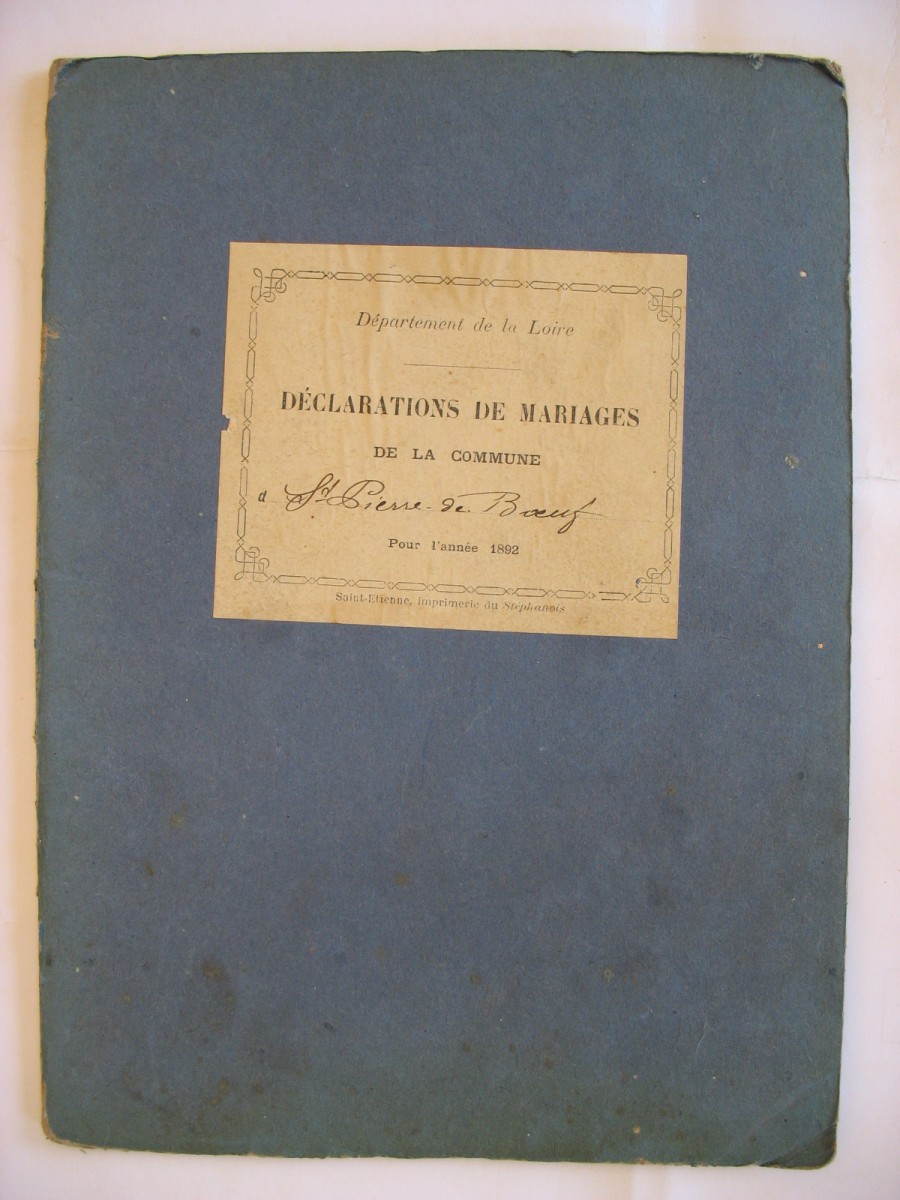 Département de la Loire
DÉCLARATIONS DE MARIAGES
DE LA COMMUNE
d St Pierre-de-Bœuf
Pour l'année 1892
Saint-Etienne, imprimerie du Stéphanois